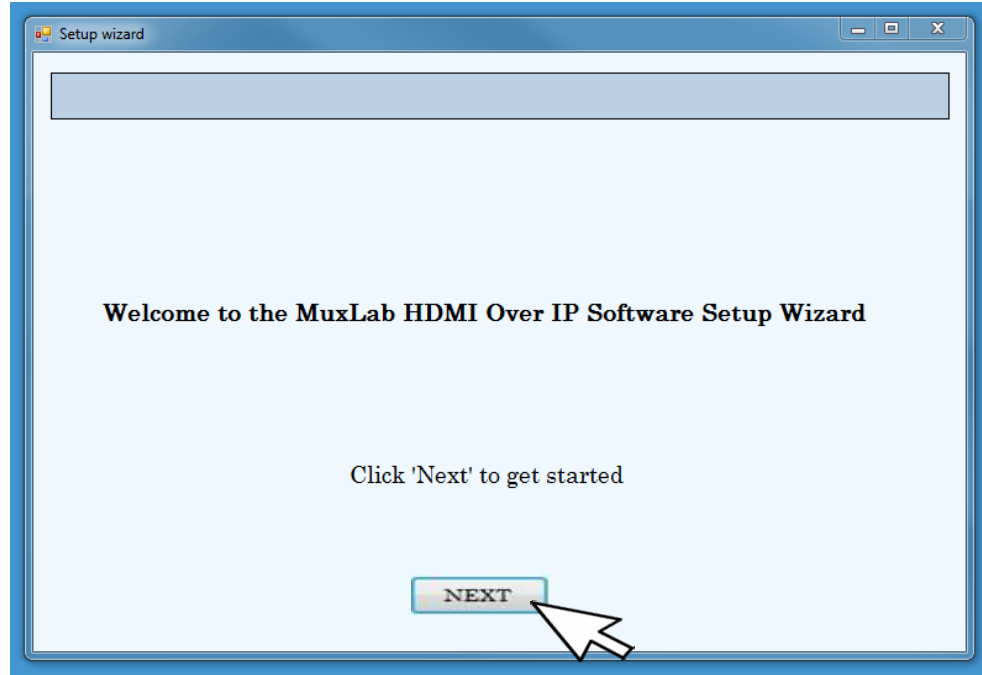 Setup wizard
Welcome to the MuxLab HDMI Over IP Software Setup Wizard
Click 'Next' to get started
NEXT